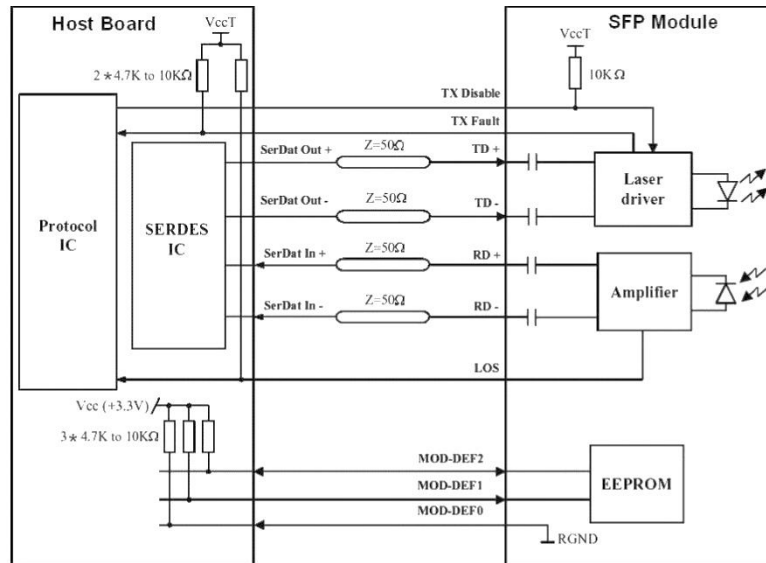 Host Board
SFP Module
VccT
VccT
2 * 4.7K to 10KΩ
10KΩ
TX Disable
TX Fault
SerDat Out +
Z=50Ω
TD +
SerDat Out -
Z=50Ω
TD -
Laser driver
Protocol IC
SERDES IC
SerDat In +
Z=50Ω
RD +
SerDat In -
Z=50Ω
RD -
Amplifier
LOS
Vcc (+3.3V)
3 * 4.7K to 10KΩ
MOD-DEF2
MOD-DEF1
MOD-DEF0
EEPROM
RGND